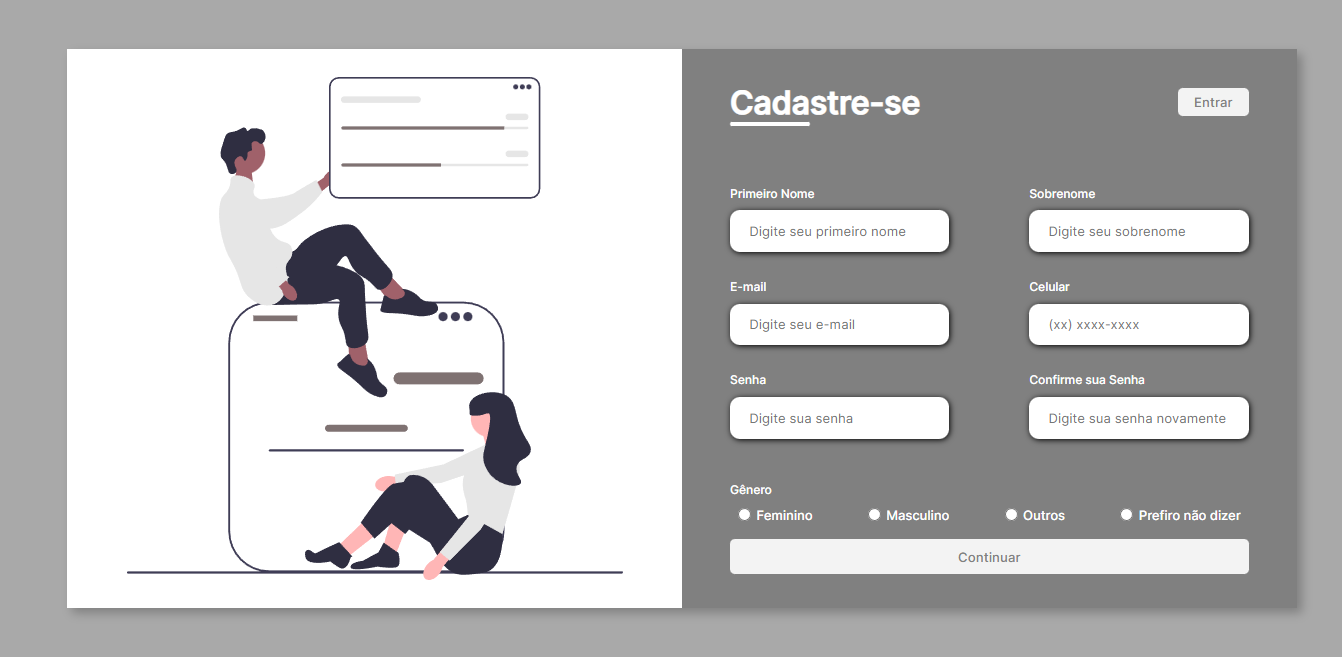 Cadastre-se
Entrar
Primeiro Nome
Sobrenome
Digite seu primeiro nome
Digite seu sobrenome
E-mail
Celular
Digite seu e-mail
(xx) xxxx-xxxx
Senha
Confirme sua Senha
Digite sua senha
Digite sua senha novamente
Gênero
Feminino Masculino Outros Prefiro não dizer
Continuar